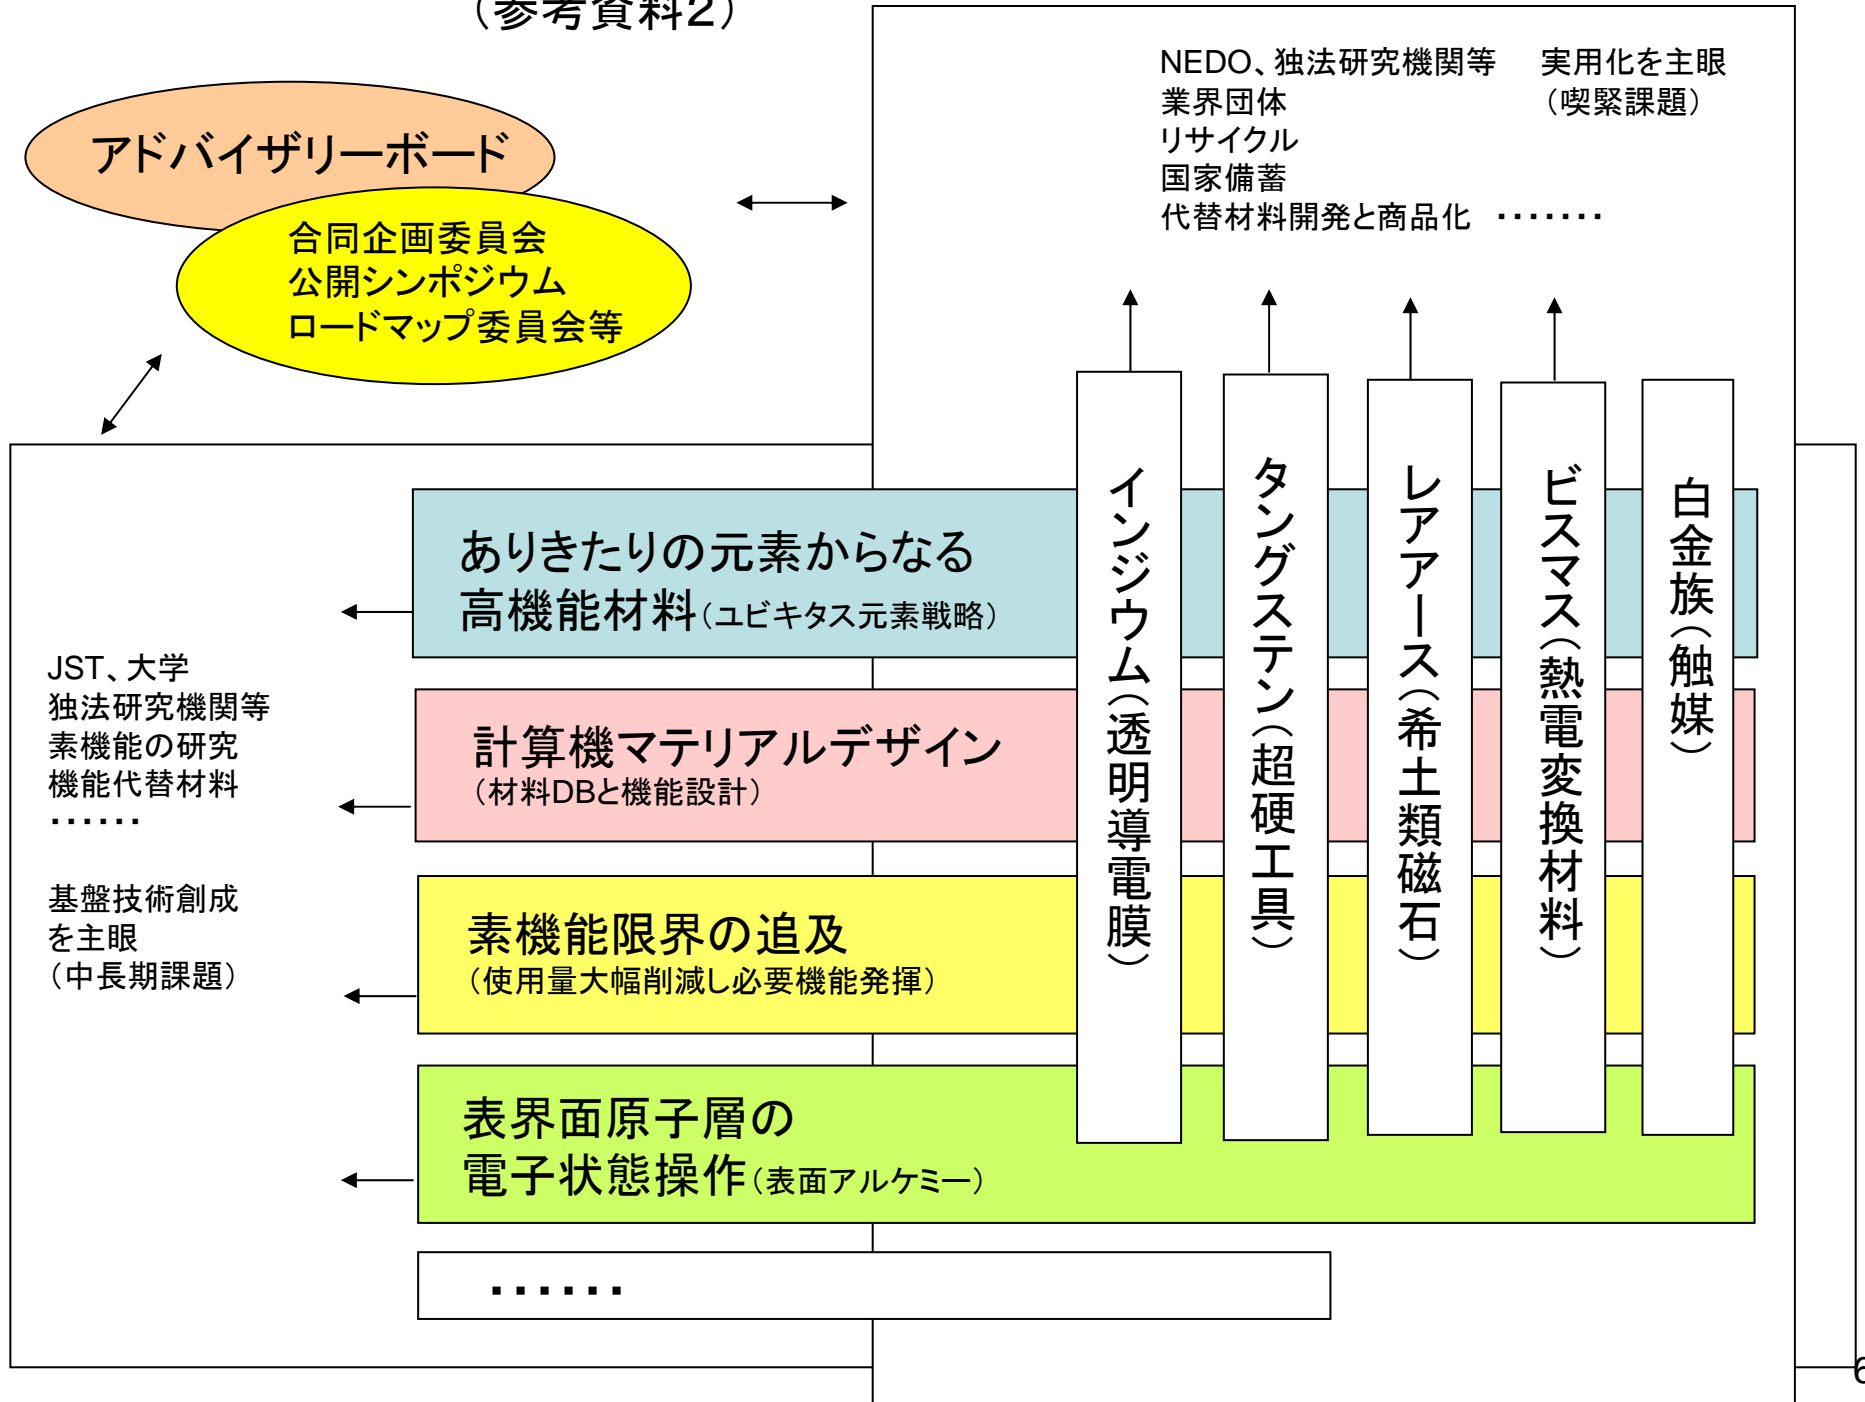 （参考資料2）
NEDO、独法研究機関等　実用化を主眼
業界団体　（喫緊課題）
リサイクル
国家備蓄
代替材料開発と商品化　・・・・・・・
アドバイザリーボード
合同企画委員会
公開シンポジウム
ロードマップ委員会等
インジウム（透明導電膜）
タングステン（超硬工具）
レアアース（希土類磁石）
ビスマス（熱電変換材料）
白金族（触媒）
ありきたりの元素からなる
高機能材料（ユビキタス元素戦略）
計算機マテリアルデザイン
（材料DBと機能設計）
素機能限界の追及
（使用量大幅削減し必要機能発揮）
表界面原子層の
電子状態操作（表面アルケミー）
・・・・・・
JST、大学
独法研究機関等
素機能の研究
機能代替材料
・・・・・・
基盤技術創成
を主眼
（中長期課題）
6